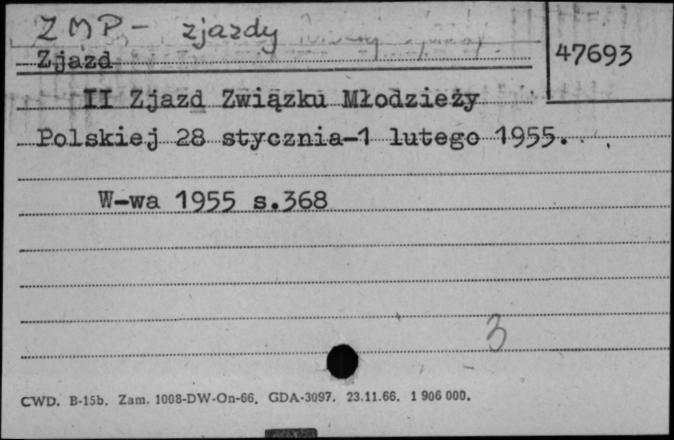 ZMP - zjazdy
Zjazd
47693
II Zjazd Związku Młodzieży
Polskiej 28 stycznia-1 lutego 1955.
W-wa 1955 s.368
3
CWD. B-15b. Zam. 1008-DW-On-66. GDA-3097. 23.11.66. 1 906 000.